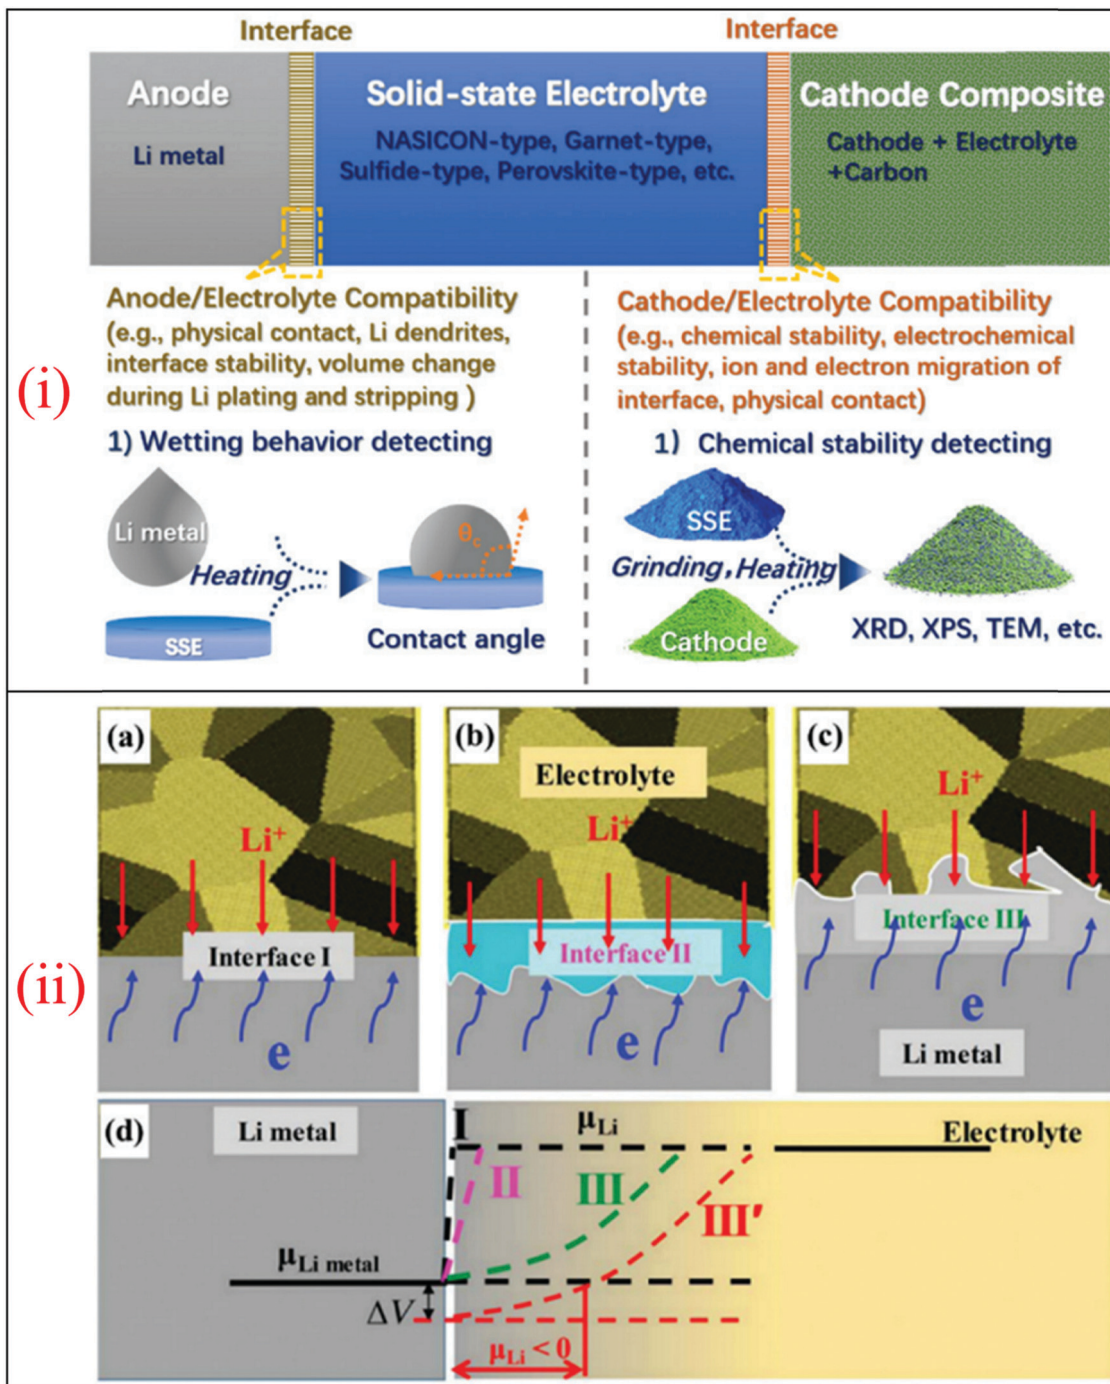 Interface
Interface
Anode
Li metal
Solid-state Electrolyte
NASICON-type, Garnet-type,
Sulfide-type, Perovskite-type, etc.
Cathode Composite
Cathode + Electrolyte
+Carbon
(i)
Anode/Electrolyte Compatibility
(e.g., physical contact, Li dendrites,
interface stability, volume change
during Li plating and stripping )
1) Wetting behavior detecting
Li metal
Heating
SSE
θc
Contact angle
Cathode/Electrolyte Compatibility
(e.g., chemical stability, electrochemical
stability, ion and electron migration of
interface, physical contact)
1) Chemical stability detecting
SSE
Grinding, Heating
Cathode
XRD, XPS, TEM, etc.
(ii)
(a)
Li⁺
Interface I
e
(b)
Electrolyte
Li⁺
Interface II
e
(c)
Li⁺
Interface III
e
Li metal
(d)
Li metal
I
μLi
Electrolyte
II
III
III′
μLi metal
ΔV
μLi < 0